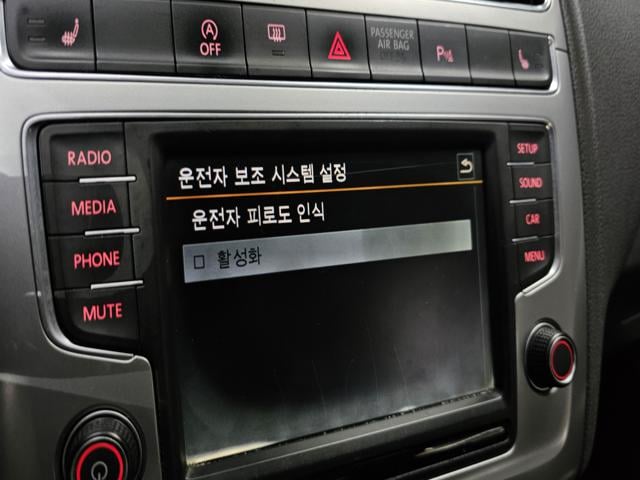 A
OFF
PASSENGER
AIR BAG
P
RADIO
MEDIA
PHONE
MUTE
운전자 보조 시스템 설정
운전자 피로도 인식
활성화
SETUP
SOUND
CAR
MENU